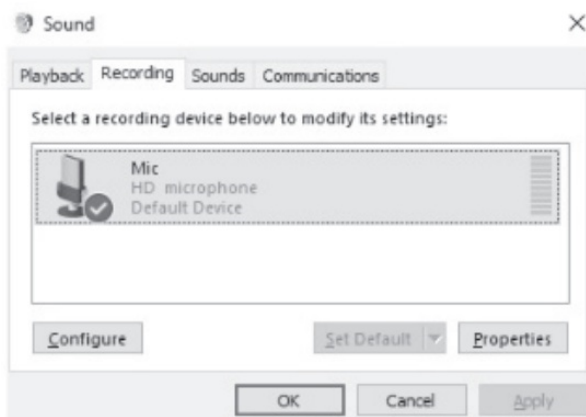 Sound
Playback Recording Sounds Communications
Select a recording device below to modify its settings:
Mic
HD microphone
Default Device
Configure Set Default Properties
OK Cancel Apply